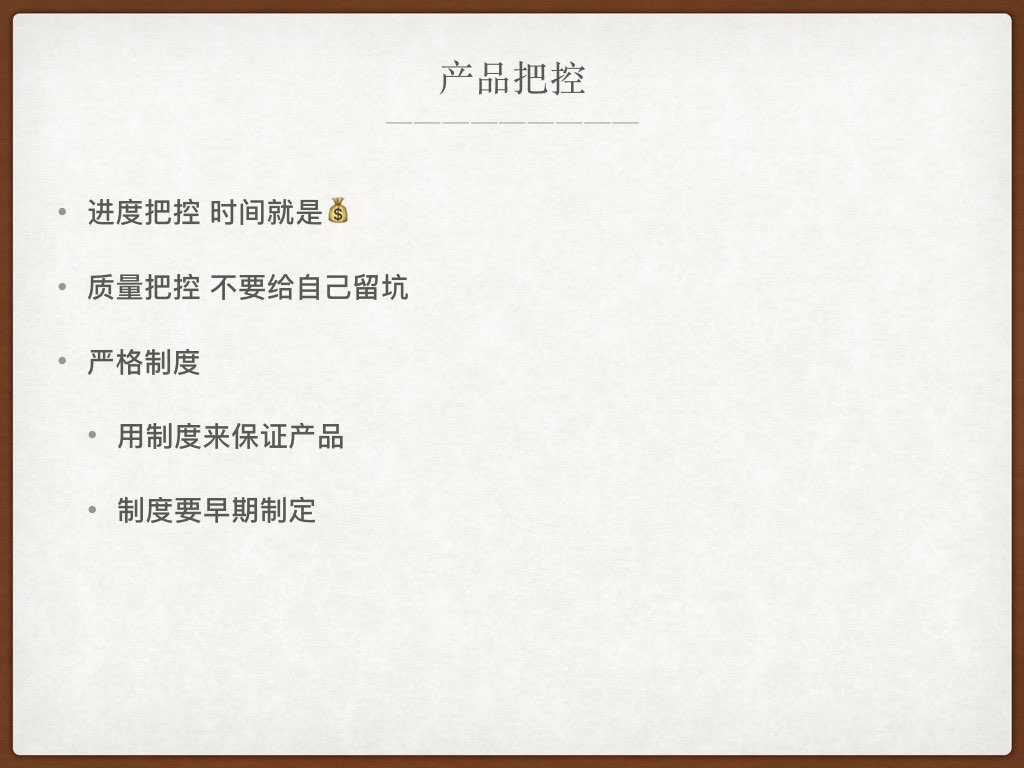 产品把控
进度把控 时间就是💰
质量把控 不要给自己留坑
严格制度
用制度来保证产品
制度要早期制定